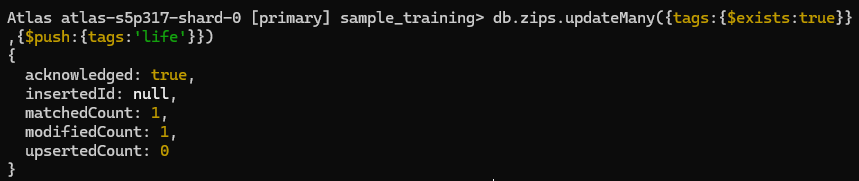 Atlas atlas-s5p317-shard-0 [primary] sample_training> db.zips.updateMany({tags:{$exists:true}}
,{$push:{tags:'life'}})
{
  acknowledged: true,
  insertedId: null,
  matchedCount: 1,
  modifiedCount: 1,
  upsertedCount: 0
}